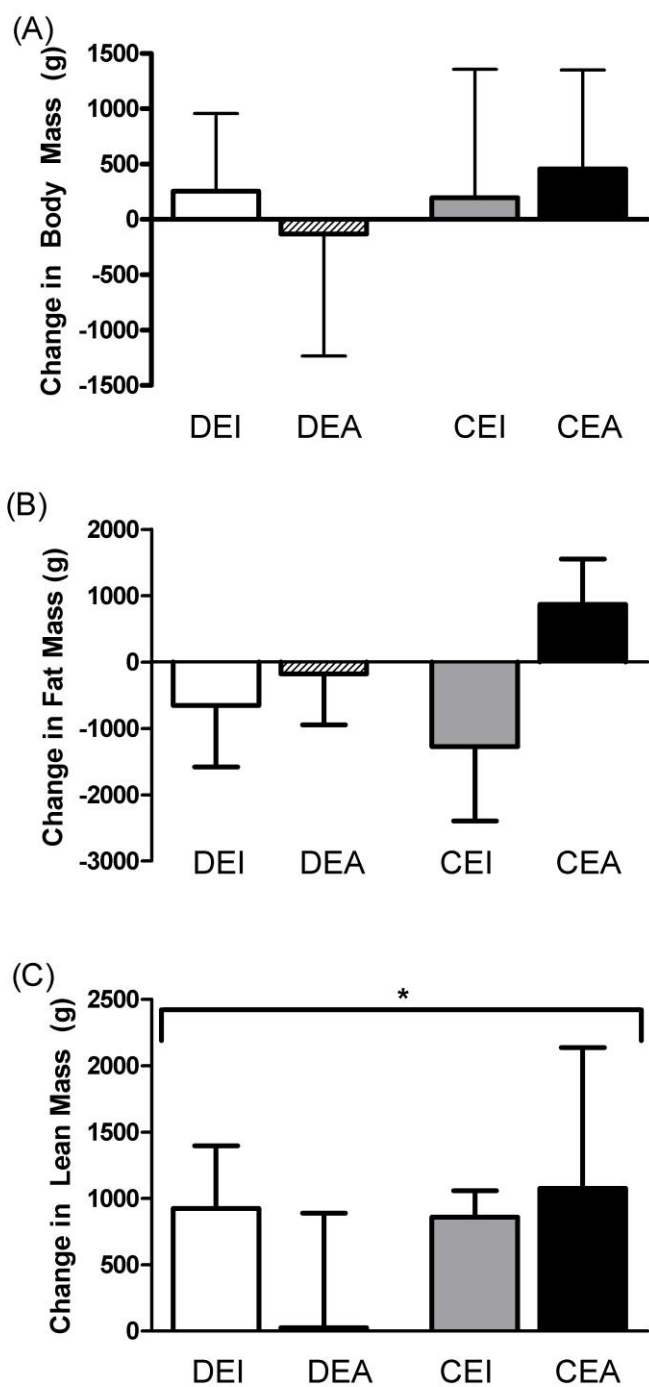 (A)
Change in Body Mass (g)
1500
1000
500
0
-500
-1000
-1500
DEI DEA CEI CEA
(B)
Change in Fat Mass (g)
2000
1000
0
-1000
-2000
-3000
DEI DEA CEI CEA
(C)
Change in Lean Mass (g)
2500
2000
1500
1000
500
0
*
DEI DEA CEI CEA